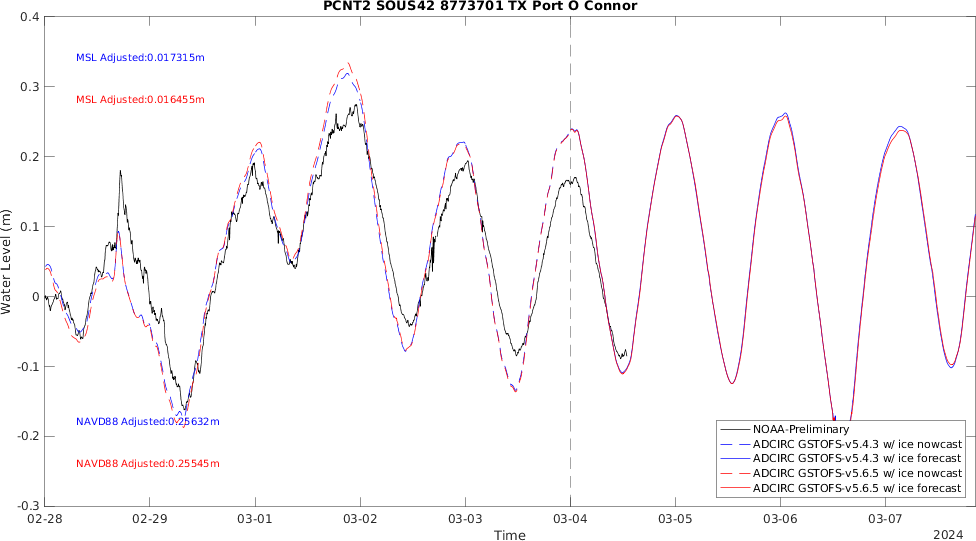 PCNT2 SOUS42 8773701 TX Port O Connor
0.4
0.3
0.2
0.1
0
-0.1
-0.2
-0.3
Water Level (m)
MSL Adjusted:0.017315m
MSL Adjusted:0.016455m
NAVD88 Adjusted:0.25632m
NAVD88 Adjusted:0.25545m
NOAA-Preliminary
ADCIRC GSTOFS-v5.4.3 w/ ice nowcast
ADCIRC GSTOFS-v5.4.3 w/ ice forecast
ADCIRC GSTOFS-v5.6.5 w/ ice nowcast
ADCIRC GSTOFS-v5.6.5 w/ ice forecast
02-28 02-29 03-01 03-02 03-03 03-04 03-05 03-06 03-07
Time
2024